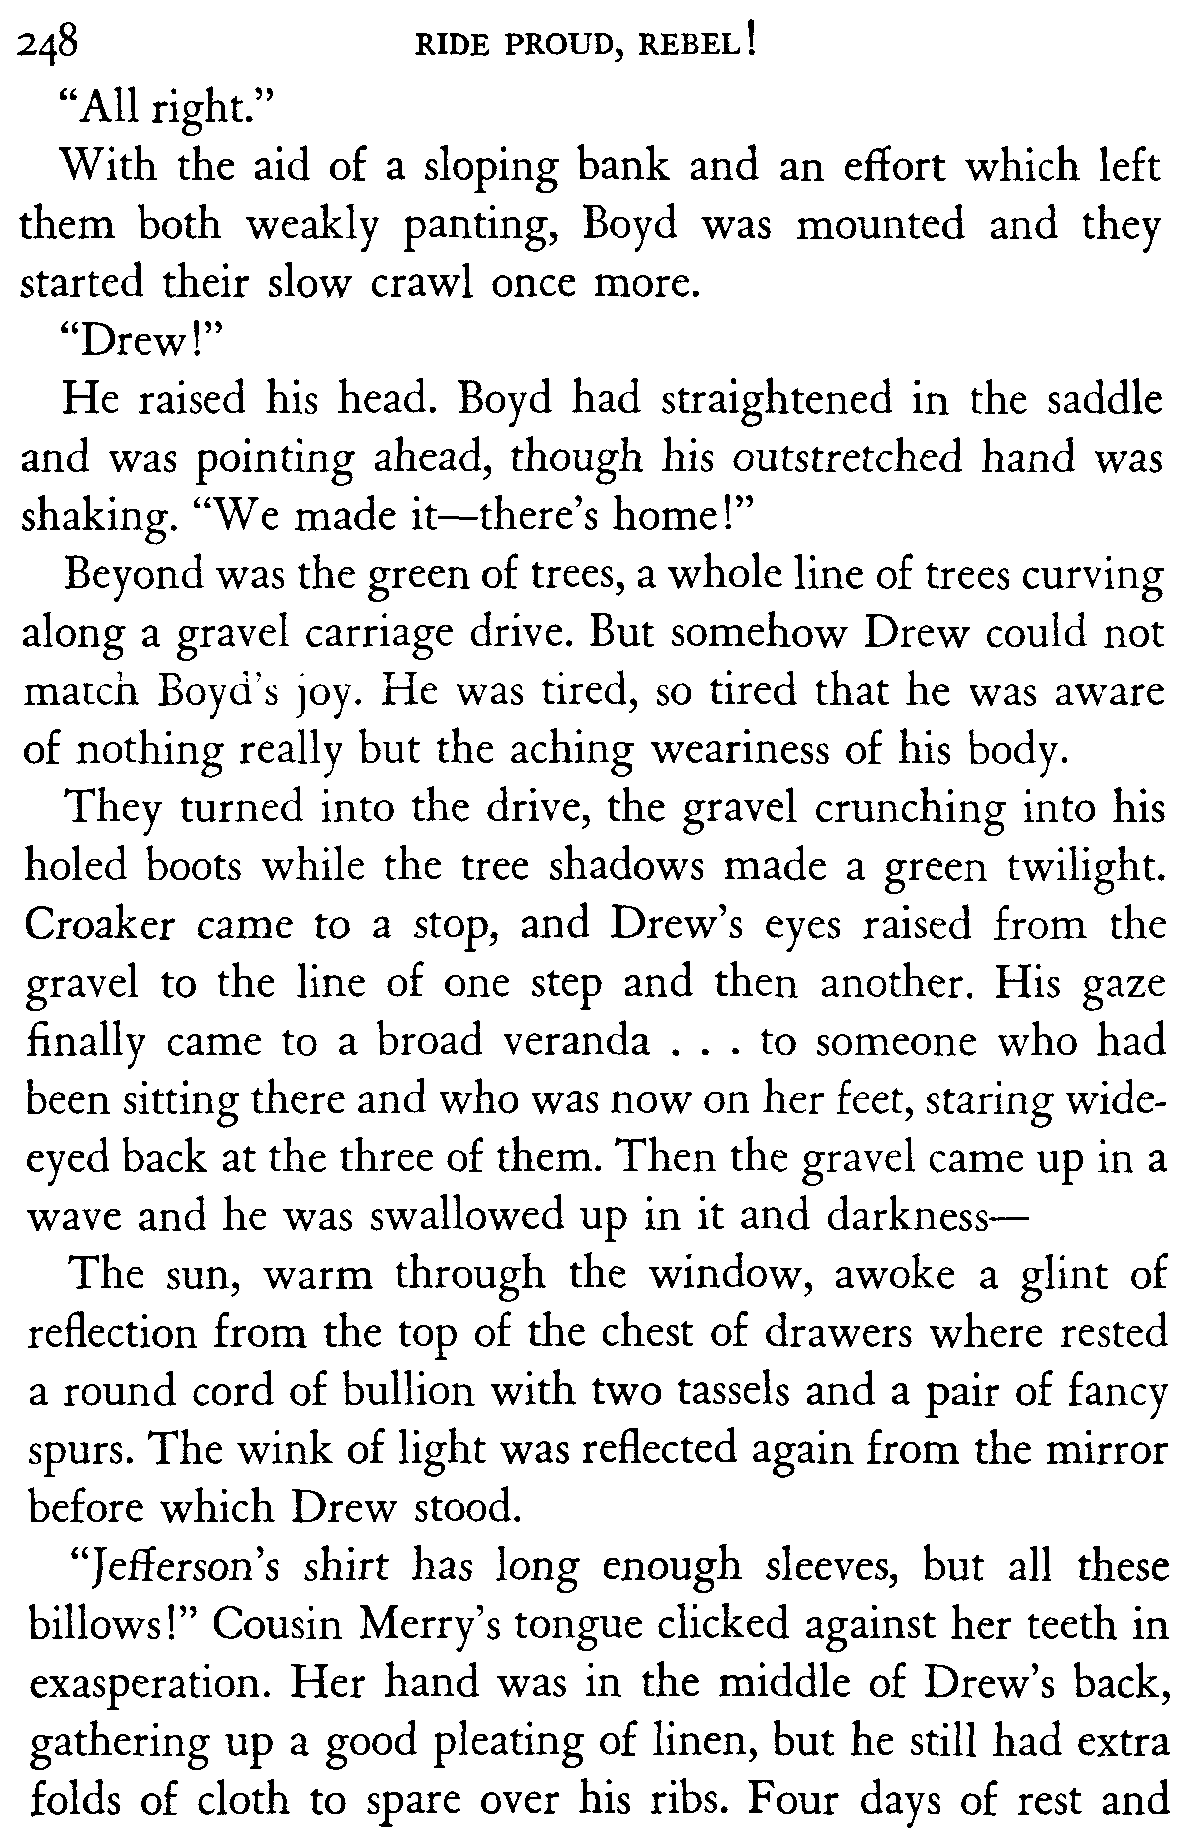 248 RIDE PROUD, REBEL!
“All right.”
With the aid of a sloping bank and an effort which left
them both weakly panting, Boyd was mounted and they
started their slow crawl once more.
“Drew!”
He raised his head. Boyd had straightened in the saddle
and was pointing ahead, though his outstretched hand was
shaking. “We made it—there’s home!”
Beyond was the green of trees, a whole line of trees curving
along a gravel carriage drive. But somehow Drew could not
match Boyd’s joy. He was tired, so tired that he was aware
of nothing really but the aching weariness of his body.
They turned into the drive, the gravel crunching into his
holed boots while the tree shadows made a green twilight.
Croaker came to a stop, and Drew’s eyes raised from the
gravel to the line of one step and then another. His gaze
finally came to a broad veranda . . . to someone who had
been sitting there and who was now on her feet, staring wide-
eyed back at the three of them. Then the gravel came up in a
wave and he was swallowed up in it and darkness—
The sun, warm through the window, awoke a glint of
reflection from the top of the chest of drawers where rested
a round cord of bullion with two tassels and a pair of fancy
spurs. The wink of light was reflected again from the mirror
before which Drew stood.
“Jefferson’s shirt has long enough sleeves, but all these
billows!” Cousin Merry’s tongue clicked against her teeth in
exasperation. Her hand was in the middle of Drew’s back,
gathering up a good pleating of linen, but he still had extra
folds of cloth to spare over his ribs. Four days of rest and